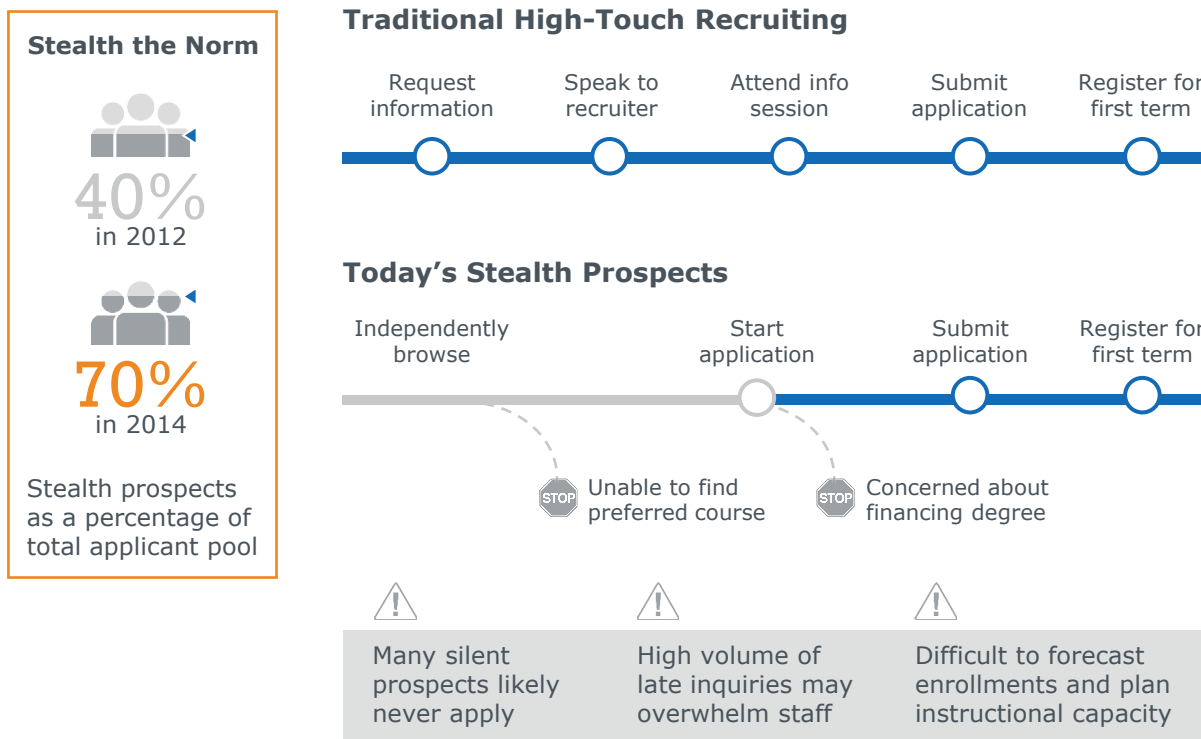 Stealth the Norm
40%
in 2012
70%
in 2014
Stealth prospects
as a percentage of
total applicant pool
Traditional High-Touch Recruiting
Request
information
Speak to
recruiter
Attend info
session
Submit
application
Register for
first term
Today’s Stealth Prospects
Independently
browse
Start
application
Submit
application
Register for
first term
STOP
Unable to find
preferred course
STOP
Concerned about
financing degree
!
Many silent
prospects likely
never apply
!
High volume of
late inquiries may
overwhelm staff
!
Difficult to forecast
enrollments and plan
instructional capacity